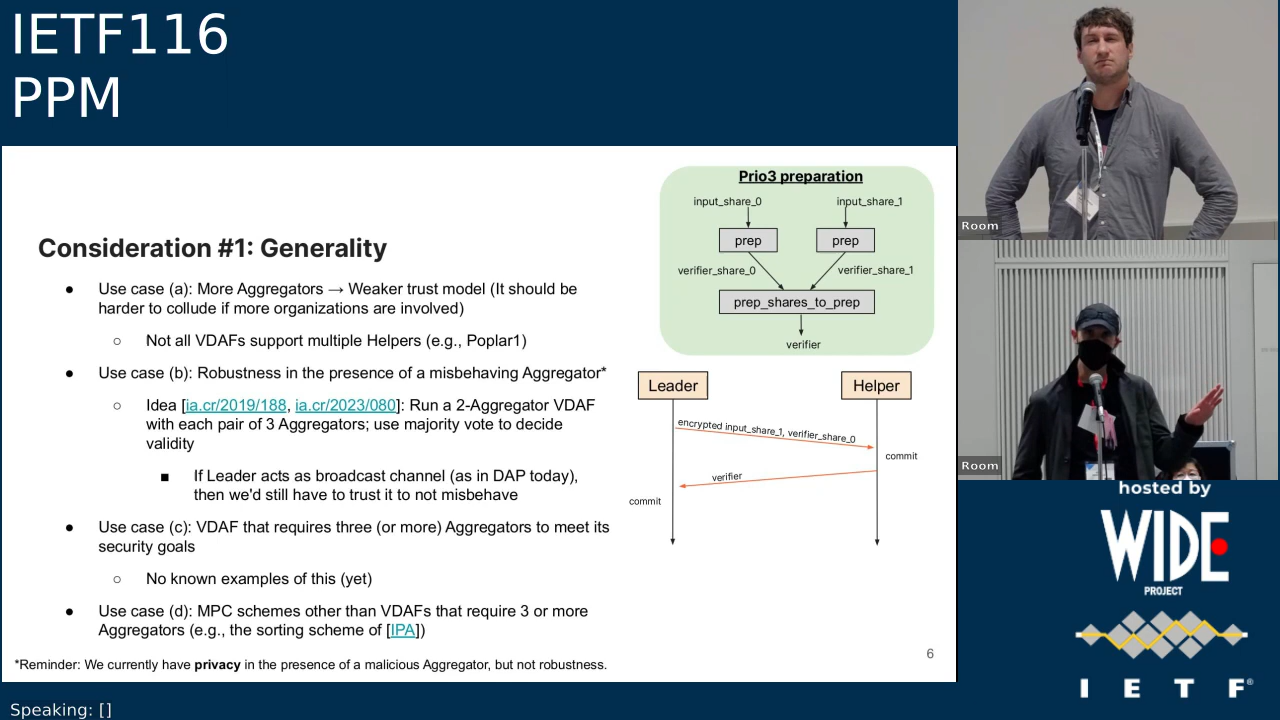 IETF116
PPM
Consideration #1: Generality
● Use case (a): More Aggregators → Weaker trust model (It should be
harder to collude if more organizations are involved)
○ Not all VDAFs support multiple Helpers (e.g., Poplar1)
● Use case (b): Robustness in the presence of a misbehaving Aggregator*
○ Idea [ia.cr/2019/188, ia.cr/2023/080]: Run a 2-Aggregator VDAF
with each pair of 3 Aggregators; use majority vote to decide
validity
■ If Leader acts as broadcast channel (as in DAP today),
then we'd still have to trust it to not misbehave
● Use case (c): VDAF that requires three (or more) Aggregators to meet its
security goals
○ No known examples of this (yet)
● Use case (d): MPC schemes other than VDAFs that require 3 or more
Aggregators (e.g., the sorting scheme of [IPA])
*Reminder: We currently have privacy in the presence of a malicious Aggregator, but not robustness.
Prio3 preparation
input_share_0 input_share_1
prep prep
verifier_share_0 verifier_share_1
prep_shares_to_prep
verifier
Leader Helper
encrypted input_share_1, verifier_share_0
commit
verifier
commit
6
Room
Room
hosted by
WIDE
PROJECT
I E T F®
Speaking: []